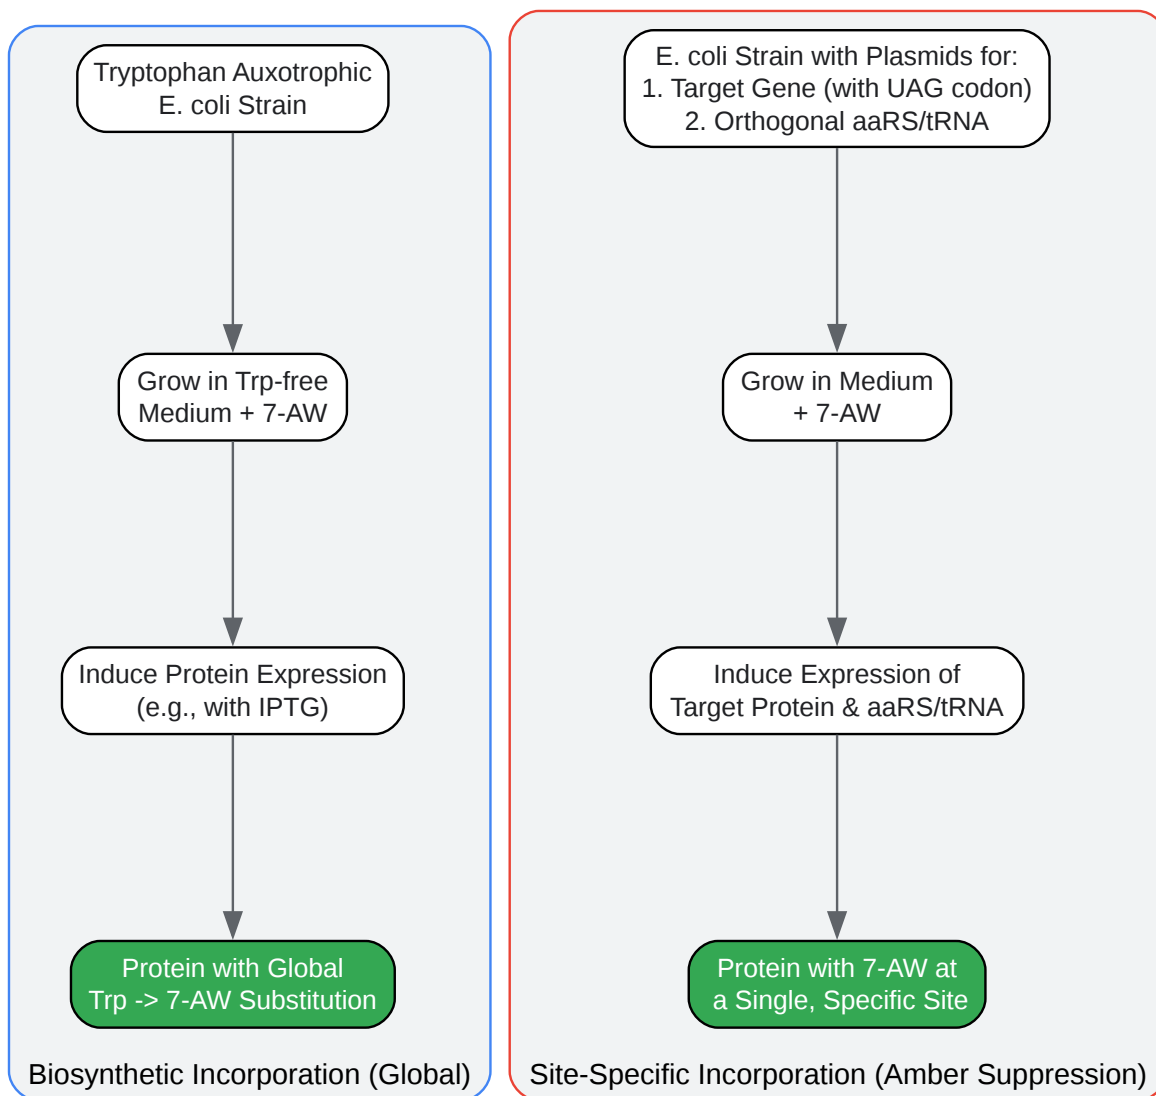 Tryptophan Auxotrophic
E. coli Strain
Grow in Trp-free
Medium + 7-AW
Induce Protein Expression
(e.g., with IPTG)
Protein with Global
Trp -> 7-AW Substitution
Biosynthetic Incorporation (Global)
E. coli Strain with Plasmids for:
1. Target Gene (with UAG codon)
2. Orthogonal aaRS/tRNA
Grow in Medium
+ 7-AW
Induce Expression of
Target Protein & aaRS/tRNA
Protein with 7-AW at
a Single, Specific Site
Site-Specific Incorporation (Amber Suppression)